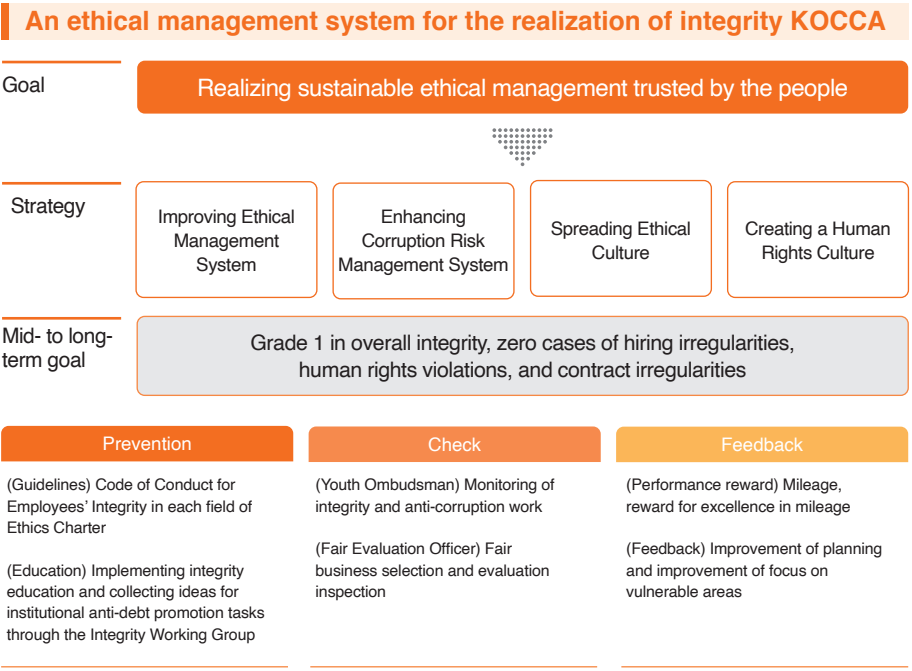 An ethical management system for the realization of integrity KOCCA
Goal
Realizing sustainable ethical management trusted by the people
Strategy
Improving Ethical
Management
System
Enhancing
Corruption Risk
Management System
Spreading Ethical
Culture
Creating a Human
Rights Culture
Mid- to long-
term goal
Grade 1 in overall integrity, zero cases of hiring irregularities,
human rights violations, and contract irregularities
Prevention
(Guidelines) Code of Conduct for
Employees' Integrity in each field of
Ethics Charter
(Education) Implementing integrity
education and collecting ideas for
institutional anti-debt promotion tasks
through the Integrity Working Group
Check
(Youth Ombudsman) Monitoring of
integrity and anti-corruption work
(Fair Evaluation Officer) Fair
business selection and evaluation
inspection
Feedback
(Performance reward) Mileage,
reward for excellence in mileage
(Feedback) Improvement of planning
and improvement of focus on
vulnerable areas